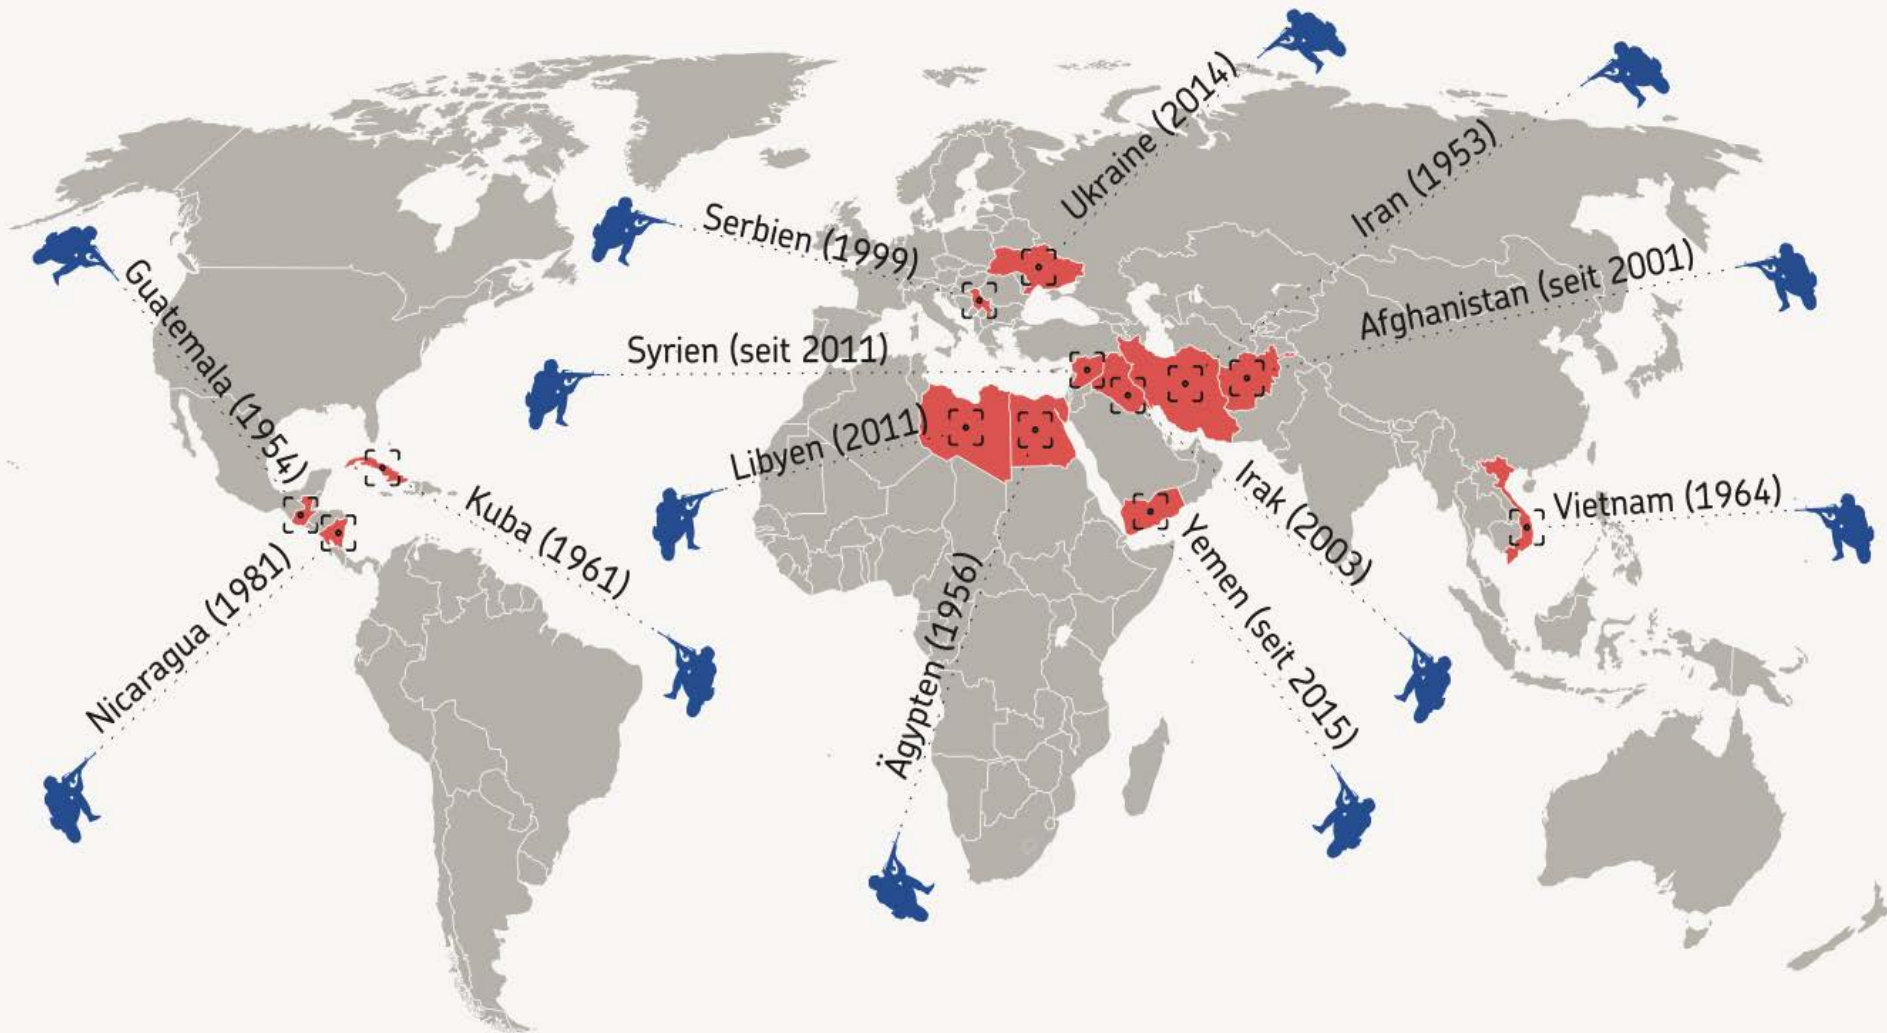 Ukraine (2014)
Iran (1953)
Serbien (1999)
Afghanistan (seit 2001)
Guatemala (1954)
Syrien (seit 2011)
Libyen (2011)
Kuba (1961)
Irak (2003)
Vietnam (1964)
Nicaragua (1981)
Ägypten (1956)
Yemen (seit 2015)